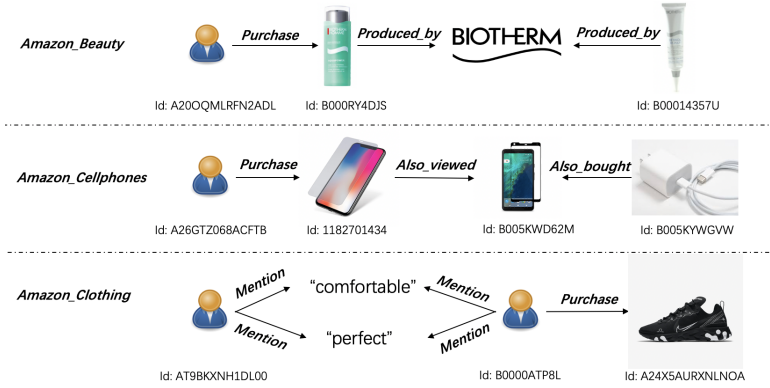 Amazon_Beauty
Purchase
Produced_by
BIOTHERM
Produced_by
Id: A20OQMLRFN2ADL
Id: B000RY4DJS
Id: B00014357U
Amazon_Cellphones
Purchase
Also_viewed
Also_bought
Id: A26GTZ068ACFTB
Id: 1182701434
Id: B005KWD62M
Id: B005KYWGVW
Amazon_Clothing
Mention
“comfortable”
Mention
Purchase
Mention
“perfect”
Mention
Id: AT9BKXNH1DL00
Id: B0000ATP8L
Id: A24X5AURXNLNOA